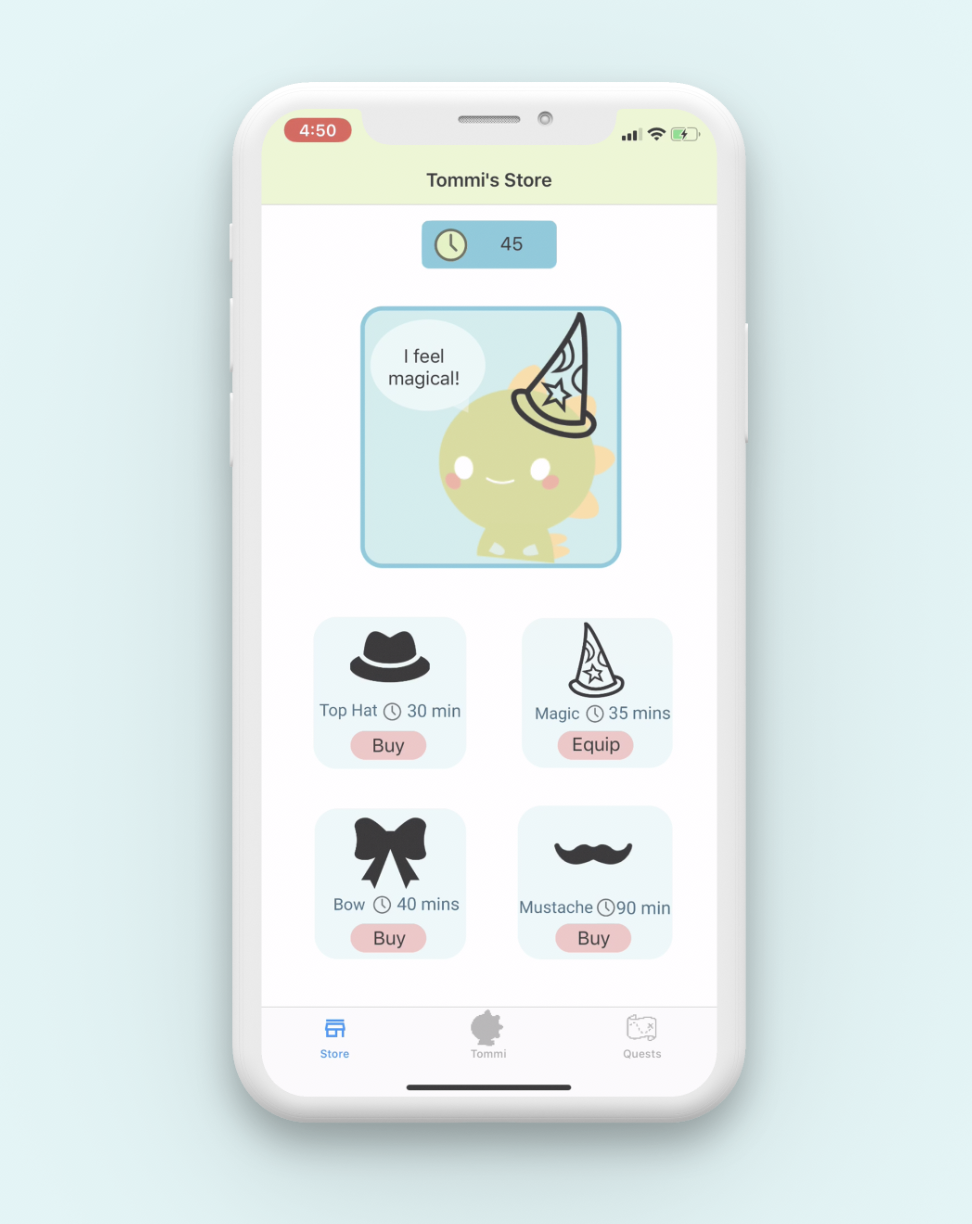 4:50
Tommi's Store
45
I feel
magical!
Top Hat 30 min
Buy
Magic 35 mins
Equip
Bow 40 mins
Buy
Mustache 90 min
Buy
Store
Tommi
Quests